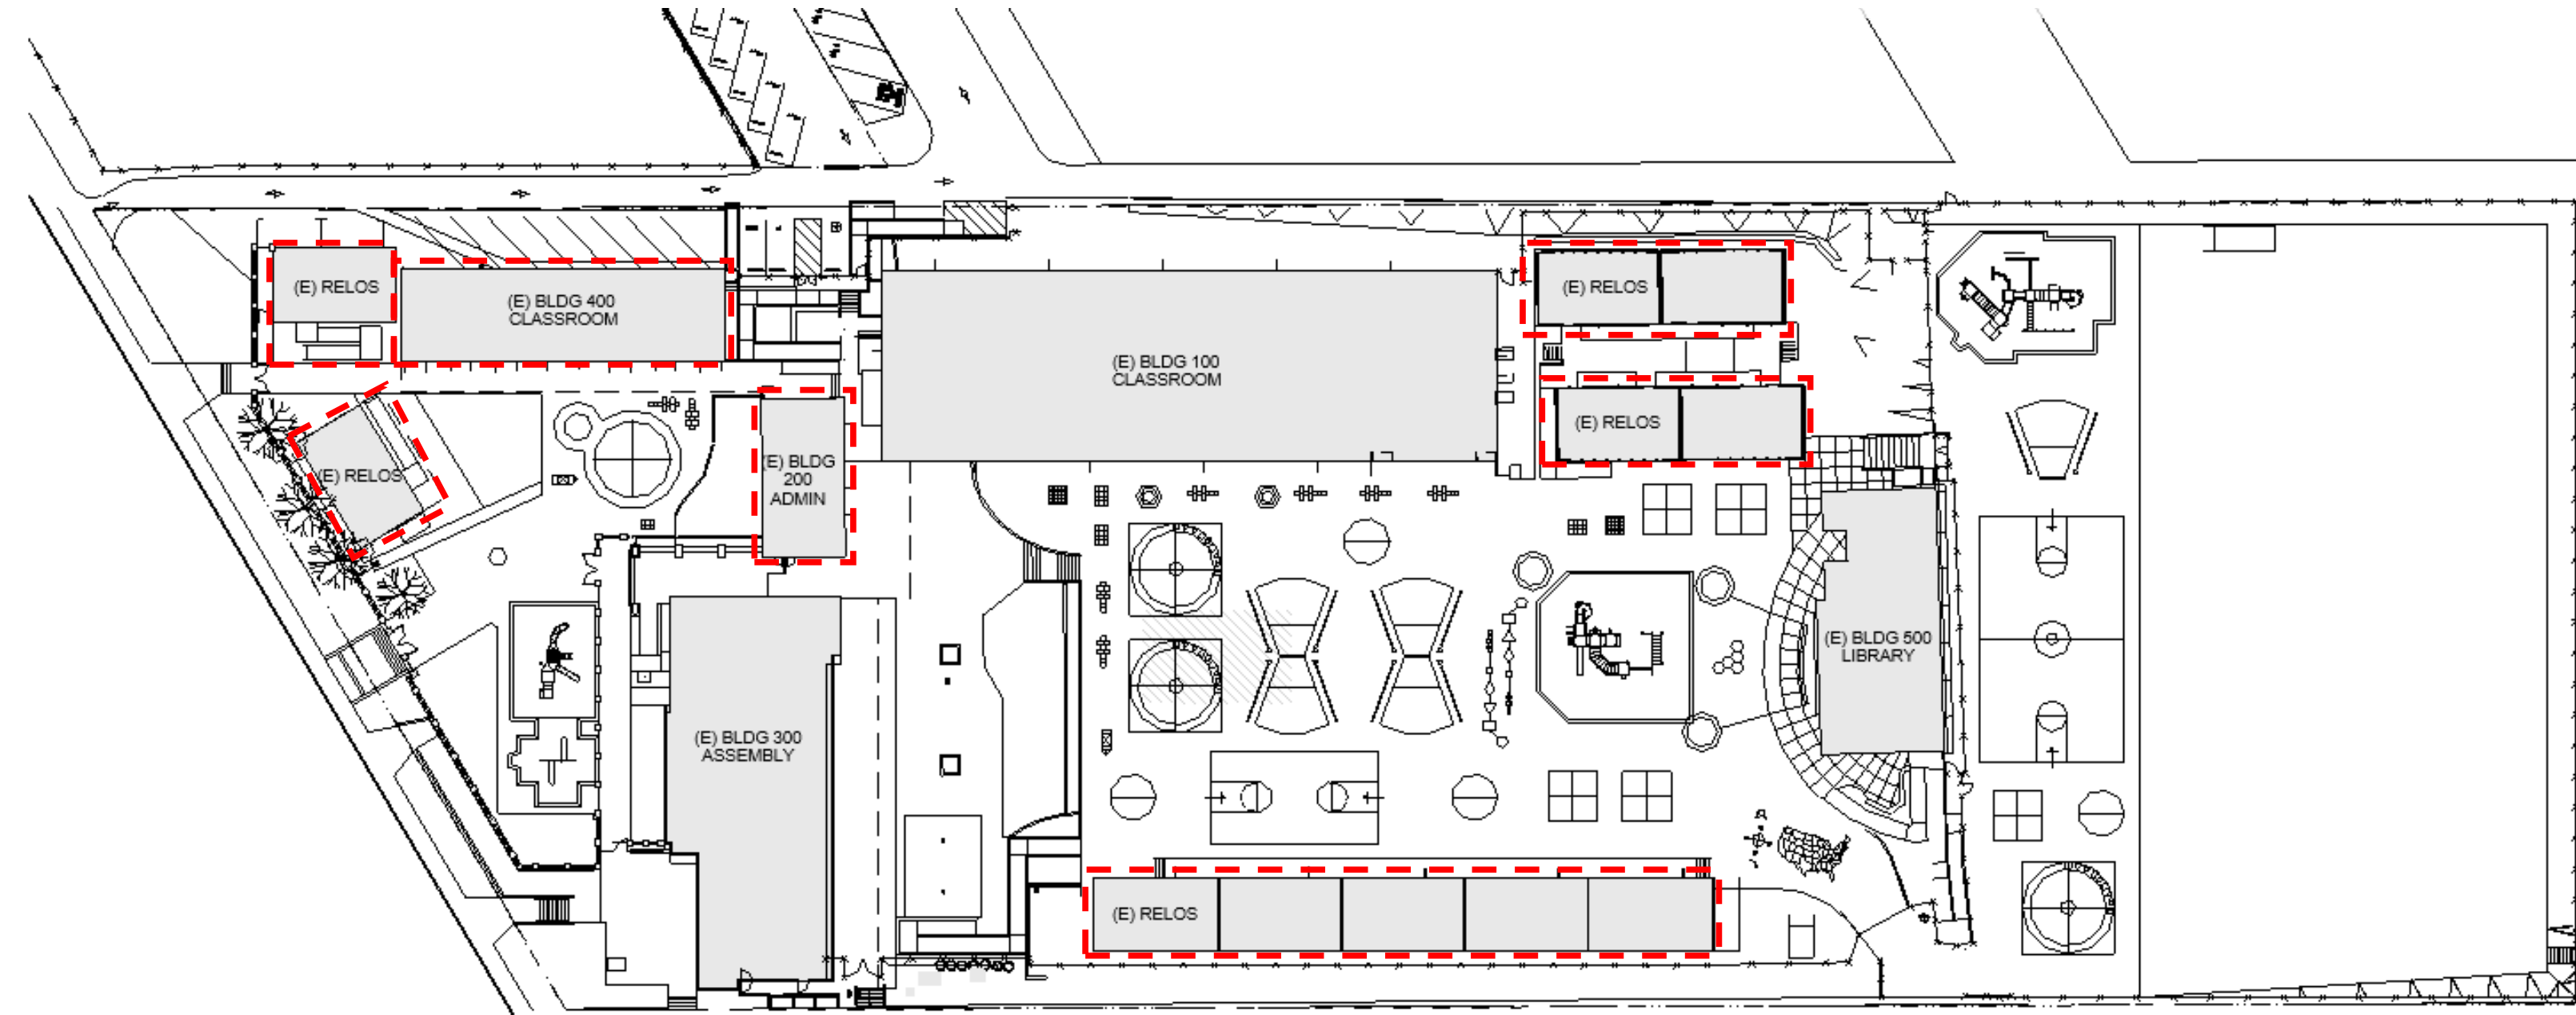 (E) RELOS
(E) BLDG 400
CLASSROOM
(E) RELOS
(E) BLDG 100
CLASSROOM
(E) RELOS
(E) RELOS
(E) BLDG
200
ADMIN
(E) BLDG 500
LIBRARY
(E) BLDG 300
ASSEMBLY
(E) RELOS